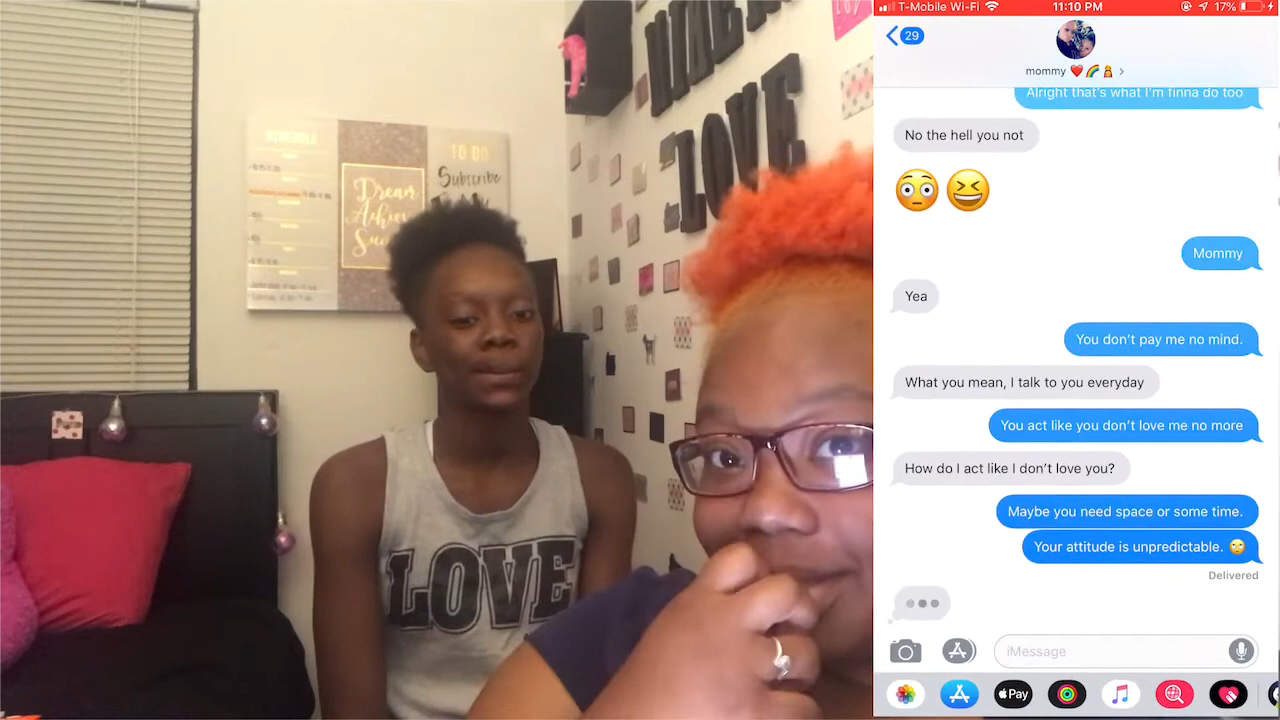 SCHEDULE
TO DO
Subscribe
Dream
LOVE
LOVE
T-Mobile Wi-Fi
11:10 PM
17%
29
mommy ❤️🌈
Alright that's what I'm finna do too
No the hell you not
😳😆
Mommy
Yea
You don't pay me no mind.
What you mean, I talk to you everyday
You act like you don't love me no more
How do I act like I don't love you?
Maybe you need space or some time.
Your attitude is unpredictable. 🙄
Delivered
iMessage
Pay